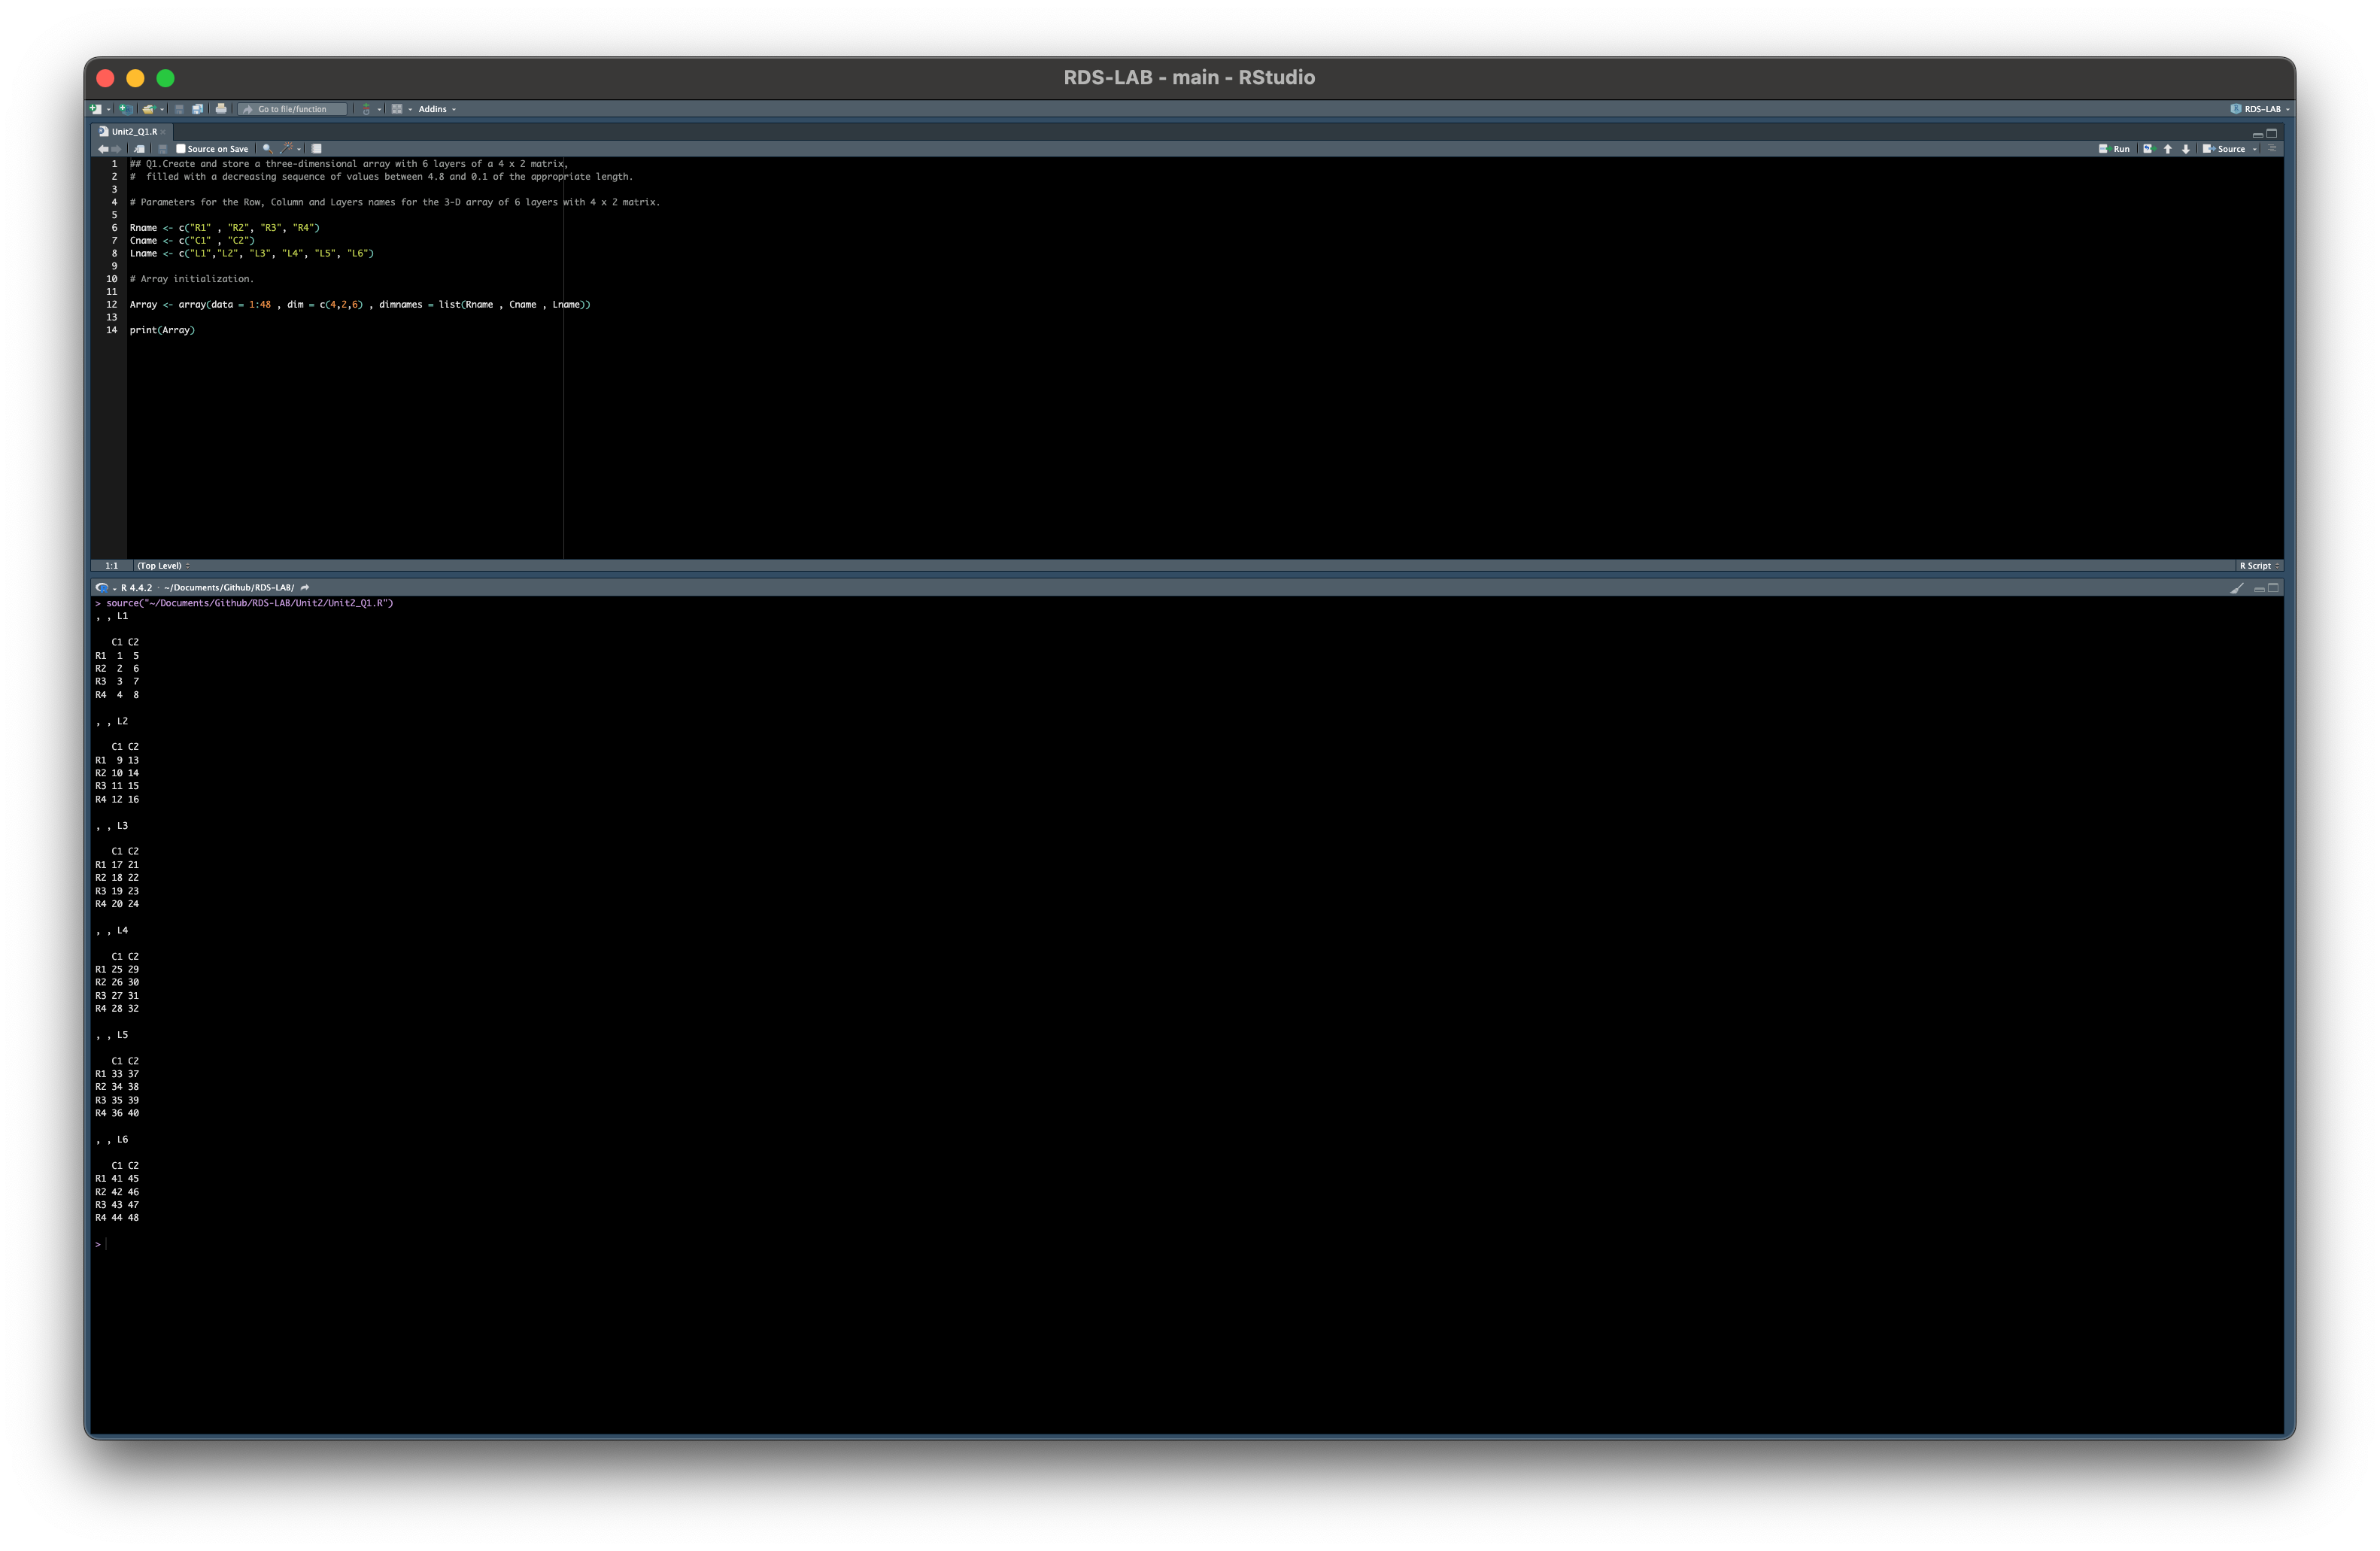 RDS-LAB - main - RStudio
Go to file/function
Addins
RDS-LAB
Unit2_Q1.R
Source on Save
Run
Source
1 ## Q1.Create and store a three-dimensional array with 6 layers of a 4 x 2 matrix,
2 #  filled with a decreasing sequence of values between 4.8 and 0.1 of the appropriate length.
3
4 # Parameters for the Row, Column and Layers names for the 3-D array of 6 layers with 4 x 2 matrix.
5
6 Rname <- c("R1" , "R2", "R3", "R4")
7 Cname <- c("C1" , "C2")
8 Lname <- c("L1","L2", "L3", "L4", "L5", "L6")
9
10 # Array initialization.
11
12 Array <- array(data = 1:48 , dim = c(4,2,6) , dimnames = list(Rname , Cname , Lname))
13
14 print(Array)
1:1 (Top Level) R Script
R 4.4.2 · ~/Documents/Github/RDS-LAB/
> source("~/Documents/Github/RDS-LAB/Unit2/Unit2_Q1.R")
, , L1
   C1 C2
R1  1  5
R2  2  6
R3  3  7
R4  4  8
, , L2
   C1 C2
R1  9 13
R2 10 14
R3 11 15
R4 12 16
, , L3
   C1 C2
R1 17 21
R2 18 22
R3 19 23
R4 20 24
, , L4
   C1 C2
R1 25 29
R2 26 30
R3 27 31
R4 28 32
, , L5
   C1 C2
R1 33 37
R2 34 38
R3 35 39
R4 36 40
, , L6
   C1 C2
R1 41 45
R2 42 46
R3 43 47
R4 44 48
>